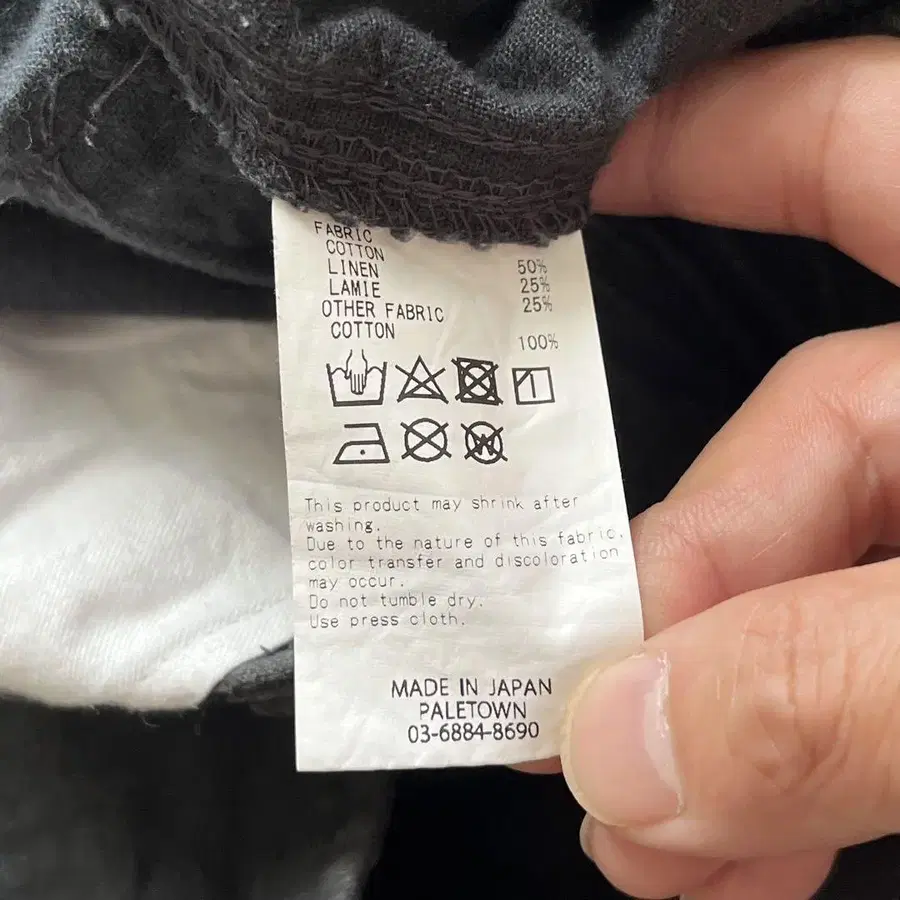 FABRIC
COTTON 50%
LINEN 25%
LAMIE 25%
OTHER FABRIC
COTTON 100%
W
This product may shrink after
washing.
Due to the nature of this fabric,
color transfer and discoloration
may occur.
Do not tumble dry.
Use press cloth.
MADE IN JAPAN
PALETOWN
03-6884-8690